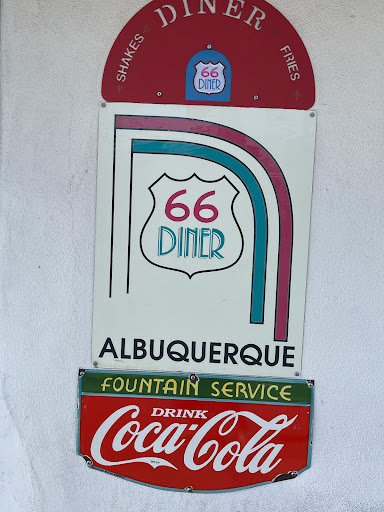 DINER
SHAKES
FRIES
66
DINER
66
DINER
ALBUQUERQUE
FOUNTAIN SERVICE
DRINK
Coca-Cola